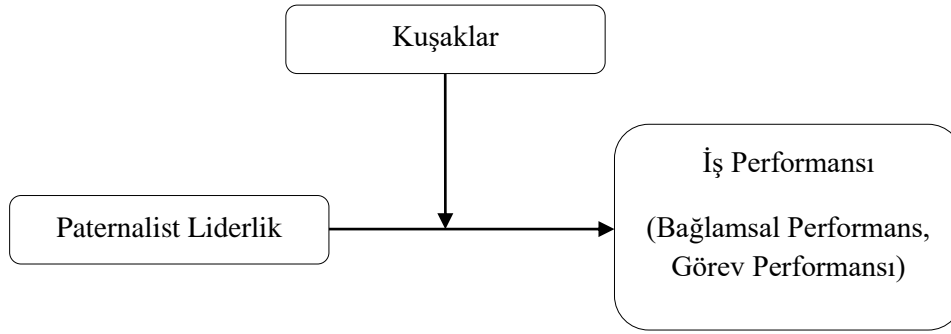 Kuşaklar
Paternalist Liderlik
İş Performansı
(Bağlamsal Performans,
Görev Performansı)